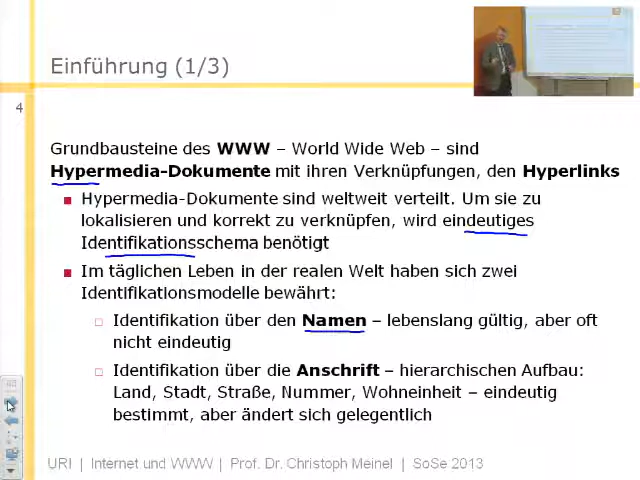 Einführung (1/3)
4
Grundbausteine des WWW – World Wide Web – sind
Hypermedia-Dokumente mit ihren Verknüpfungen, den Hyperlinks
Hypermedia-Dokumente sind weltweit verteilt. Um sie zu
lokalisieren und korrekt zu verknüpfen, wird eindeutiges
Identifikationsschema benötigt
Im täglichen Leben in der realen Welt haben sich zwei
Identifikationsmodelle bewährt:
Identifikation über den Namen – lebenslang gültig, aber oft
nicht eindeutig
Identifikation über die Anschrift – hierarchischen Aufbau:
Land, Stadt, Straße, Nummer, Wohneinheit – eindeutig
bestimmt, aber ändert sich gelegentlich
URI | Internet und WWW | Prof. Dr. Christoph Meinel | SoSe 2013